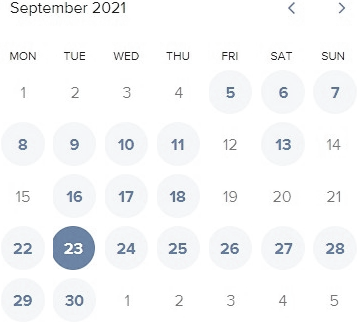 September 2021
MON TUE WED THU FRI SAT SUN
1 2 3 4 5 6 7
8 9 10 11 12 13 14
15 16 17 18 19 20 21
22 23 24 25 26 27 28
29 30 1 2 3 4 5